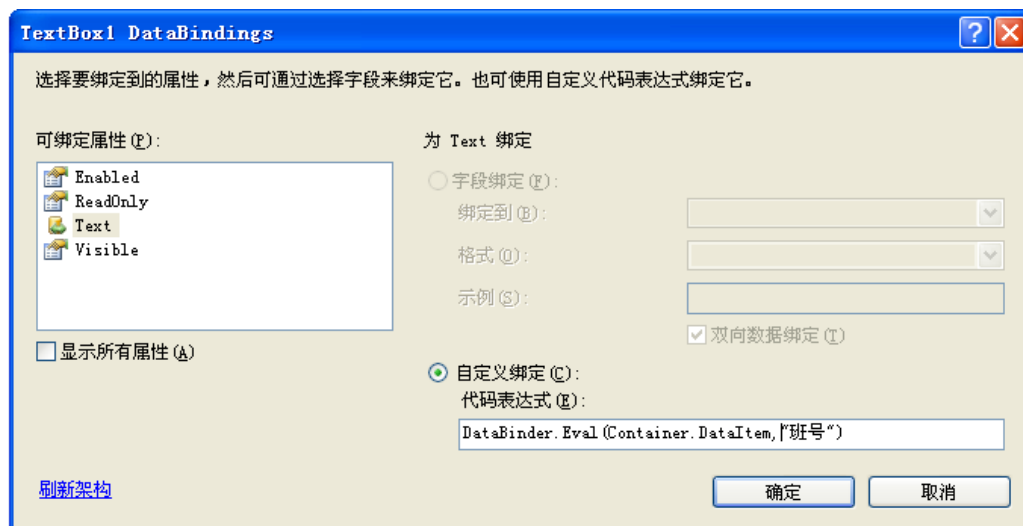 TextBox1 DataBindings
选择要绑定到的属性，然后可通过选择字段来绑定它。也可使用自定义代码表达式绑定它。
可绑定属性(P):
Enabled
ReadOnly
Text
Visible
显示所有属性(A)
为 Text 绑定
字段绑定(F):
绑定到(B):
格式(O):
示例(S):
双向数据绑定(T)
自定义绑定(C):
代码表达式(E):
DataBinder.Eval(Container.DataItem,"班号“)
刷新架构
确定
取消